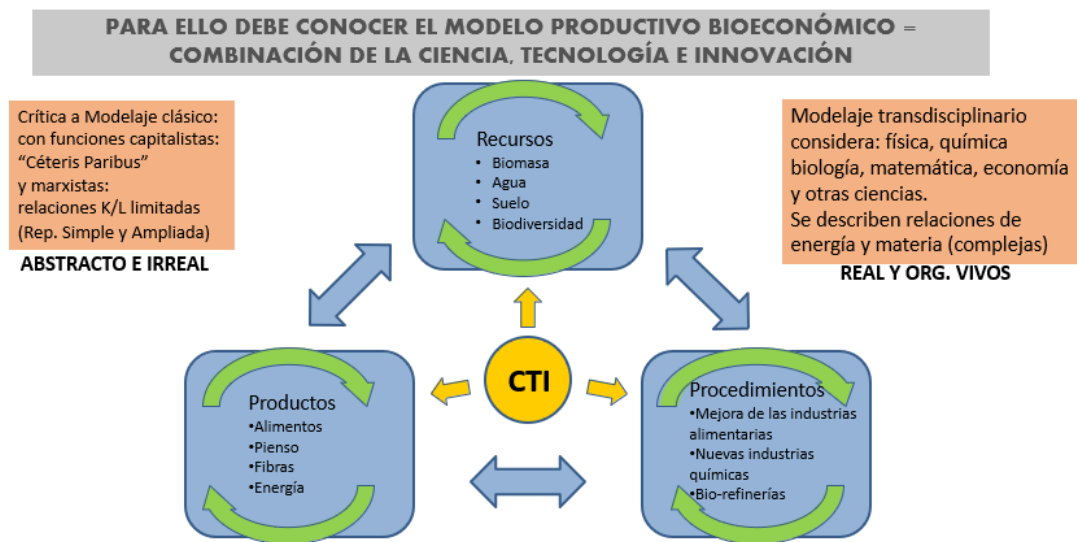 PARA ELLO DEBE CONOCER EL MODELO PRODUCTIVO BIOECONÓMICO =
COMBINACIÓN DE LA CIENCIA, TECNOLOGÍA E INNOVACIÓN
Crítica a Modelaje clásico:
con funciones capitalistas:
“Céteris Paribus”
y marxistas:
relaciones K/L limitadas
(Rep. Simple y Ampliada)
ABSTRACTO E IRREAL
Recursos
• Biomasa
• Agua
• Suelo
• Biodiversidad
Modelaje transdisciplinario
considera: física, química
biología, matemática, economía
y otras ciencias.
Se describen relaciones de
energía y materia (complejas)
REAL Y ORG. VIVOS
CTI
Productos
•Alimentos
•Pienso
•Fibras
•Energía
Procedimientos
•Mejora de las industrias
alimentarias
•Nuevas industrias
químicas
•Bio-refinerías